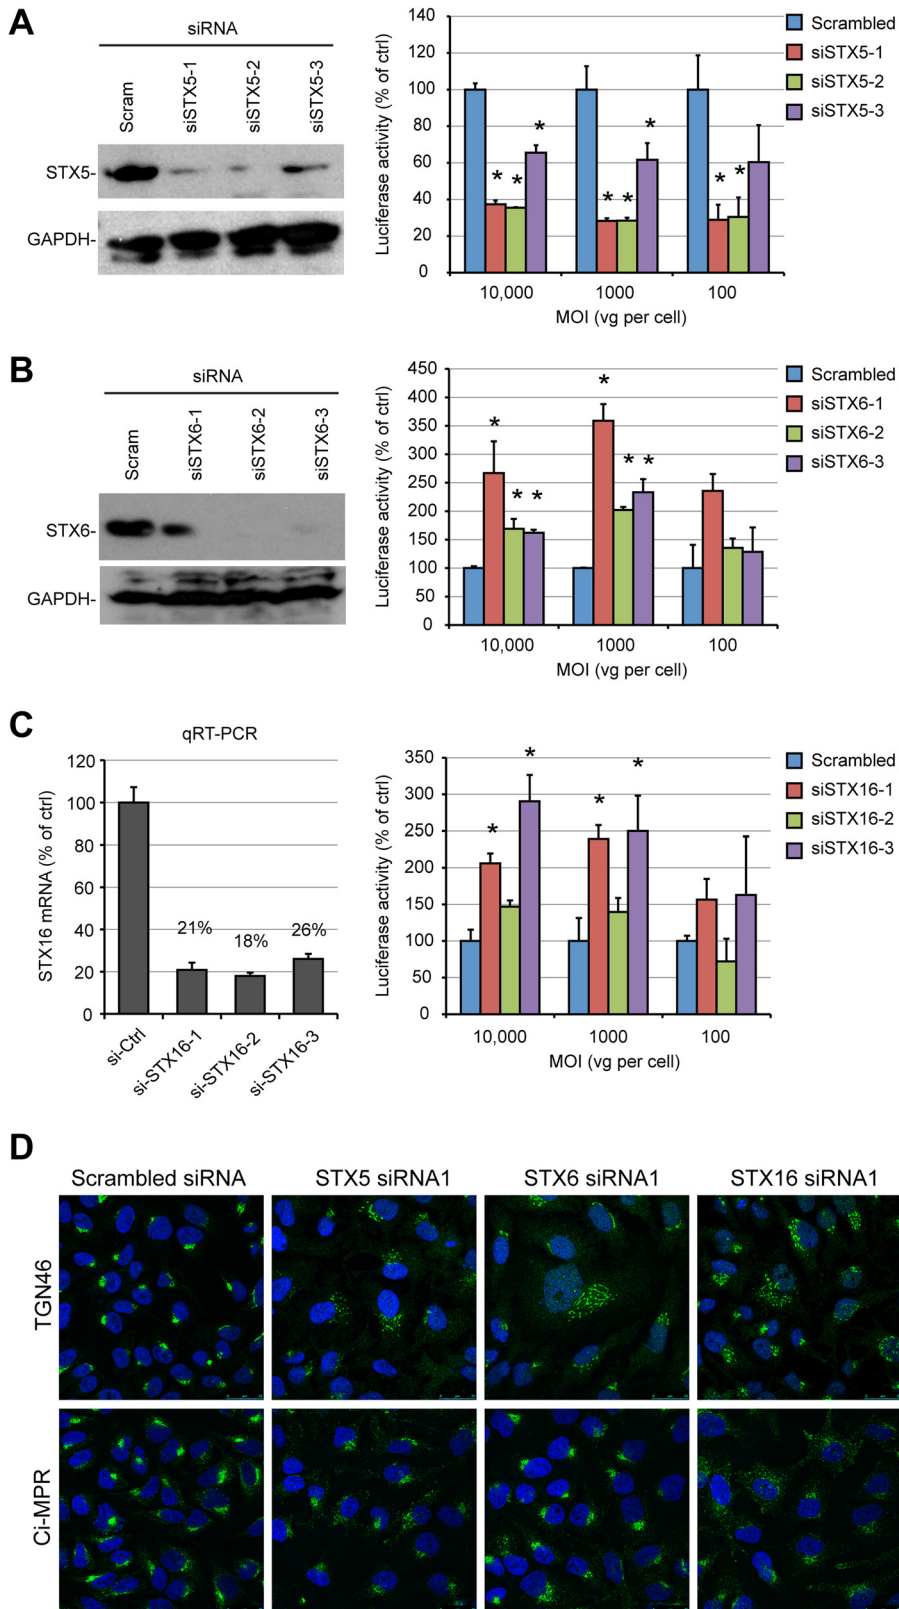 A
siRNA
Scram
siSTX5-1
siSTX5-2
siSTX5-3
STX5-
GAPDH-
Luciferase activity (% of ctrl)
140
120
100
80
60
40
20
0
* * *
* * *
* *
10,000 1000 100
MOI (vg per cell)
Scrambled
siSTX5-1
siSTX5-2
siSTX5-3
B
siRNA
Scram
siSTX6-1
siSTX6-2
siSTX6-3
STX6-
GAPDH-
Luciferase activity (% of ctrl)
450
400
350
300
250
200
150
100
50
0
* * *
* * *
10,000 1000 100
MOI (vg per cell)
Scrambled
siSTX6-1
siSTX6-2
siSTX6-3
C
qRT-PCR
STX16 mRNA (% of ctrl)
120
100
80
60
40
20
0
21%
18%
26%
si-Ctrl
si-STX16-1
si-STX16-2
si-STX16-3
Luciferase activity (% of ctrl)
350
300
250
200
150
100
50
0
* *
* *
10,000 1000 100
MOI (vg per cell)
Scrambled
siSTX16-1
siSTX16-2
siSTX16-3
D
Scrambled siRNA STX5 siRNA1 STX6 siRNA1 STX16 siRNA1
TGN46
Ci-MPR